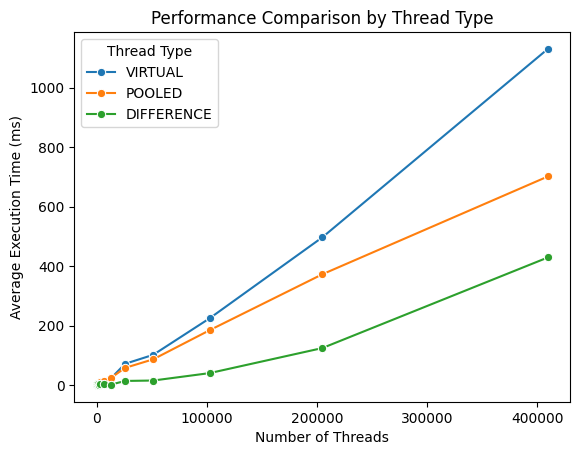 Performance Comparison by Thread Type
Thread Type
VIRTUAL
POOLED
DIFFERENCE
Average Execution Time (ms)
1000
800
600
400
200
0
0
100000
200000
300000
400000
Number of Threads